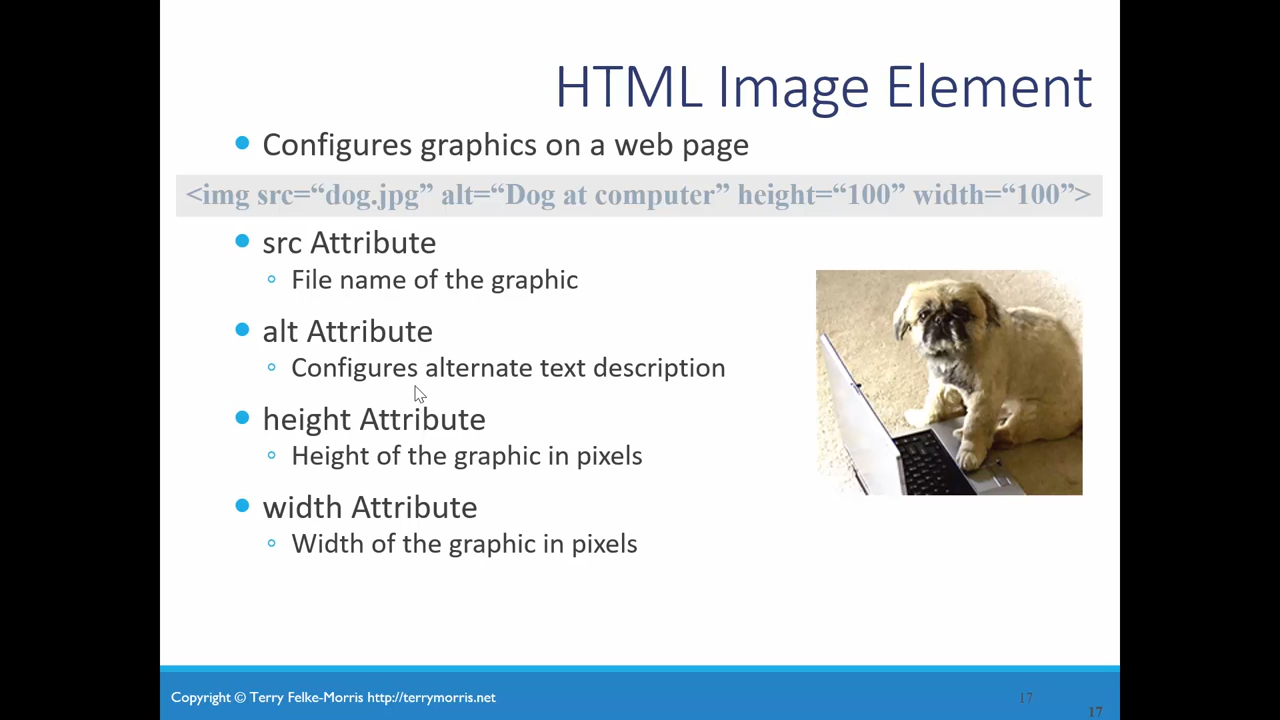 HTML Image Element
• Configures graphics on a web page
<img src=“dog.jpg” alt=“Dog at computer” height=“100” width=“100”>
• src Attribute
◦ File name of the graphic
• alt Attribute
◦ Configures alternate text description
• height Attribute
◦ Height of the graphic in pixels
• width Attribute
◦ Width of the graphic in pixels
Copyright © Terry Felke-Morris http://terrymorris.net
17
17